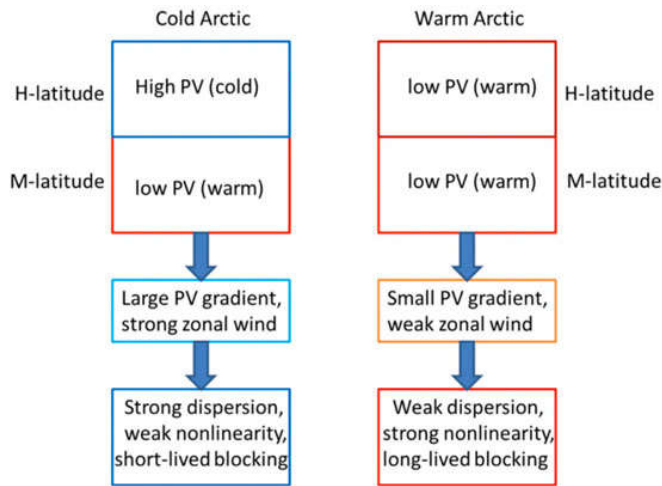 Cold Arctic
H-latitude
High PV (cold)
M-latitude
low PV (warm)
Large PV gradient,
strong zonal wind
Strong dispersion,
weak nonlinearity,
short-lived blocking
Warm Arctic
low PV (warm)
H-latitude
low PV (warm)
M-latitude
Small PV gradient,
weak zonal wind
Weak dispersion,
strong nonlinearity,
long-lived blocking